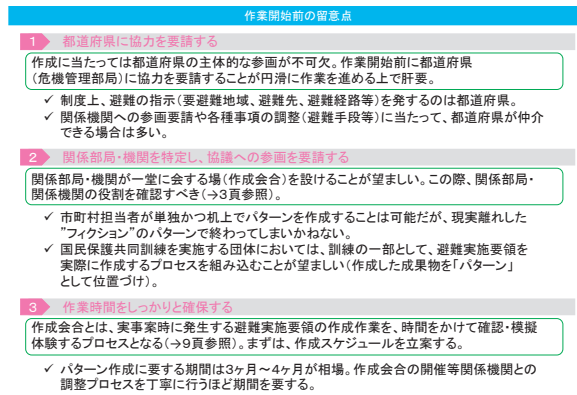 作業開始前の留意点
1 都道府県に協力を要請する
作成に当たっては都道府県の主体的な参画が不可欠。作業開始前に都道府県
(危機管理部局)に協力を要請することが円滑に作業を進める上で肝要。
✓ 制度上、避難の指示(要避難地域、避難先、避難経路等)を発するのは都道府県。
✓ 関係機関への参画要請や各種事項の調整(避難手段等)に当たって、都道府県が仲介
できる場合は多い。
2 関係部局・機関を特定し、協議への参画を要請する
関係部局・機関が一堂に会する場(作成会合)を設けることが望ましい。この際、関係部局・
関係機関の役割を確認すべき(→3頁参照)。
✓ 市町村担当者が単独かつ机上でパターンを作成することは可能だが、現実離れした
”フィクション”のパターンで終わってしまいかねない。
✓ 国民保護共同訓練を実施する団体においては、訓練の一部として、避難実施要領を
実際に作成するプロセスを組み込むことが望ましい(作成した成果物を「パターン」
として位置づけ)。
3 作業時間をしっかりと確保する
作成会合とは、実事案時に発生する避難実施要領の作成作業を、時間をかけて確認・模擬
体験するプロセスとなる(→9頁参照)。まずは、作成スケジュールを立案する。
✓ パターン作成に要する期間は3ヶ月~4ヶ月が相場。作成会合の開催等関係機関との
調整プロセスを丁寧に行うほど期間を要する。